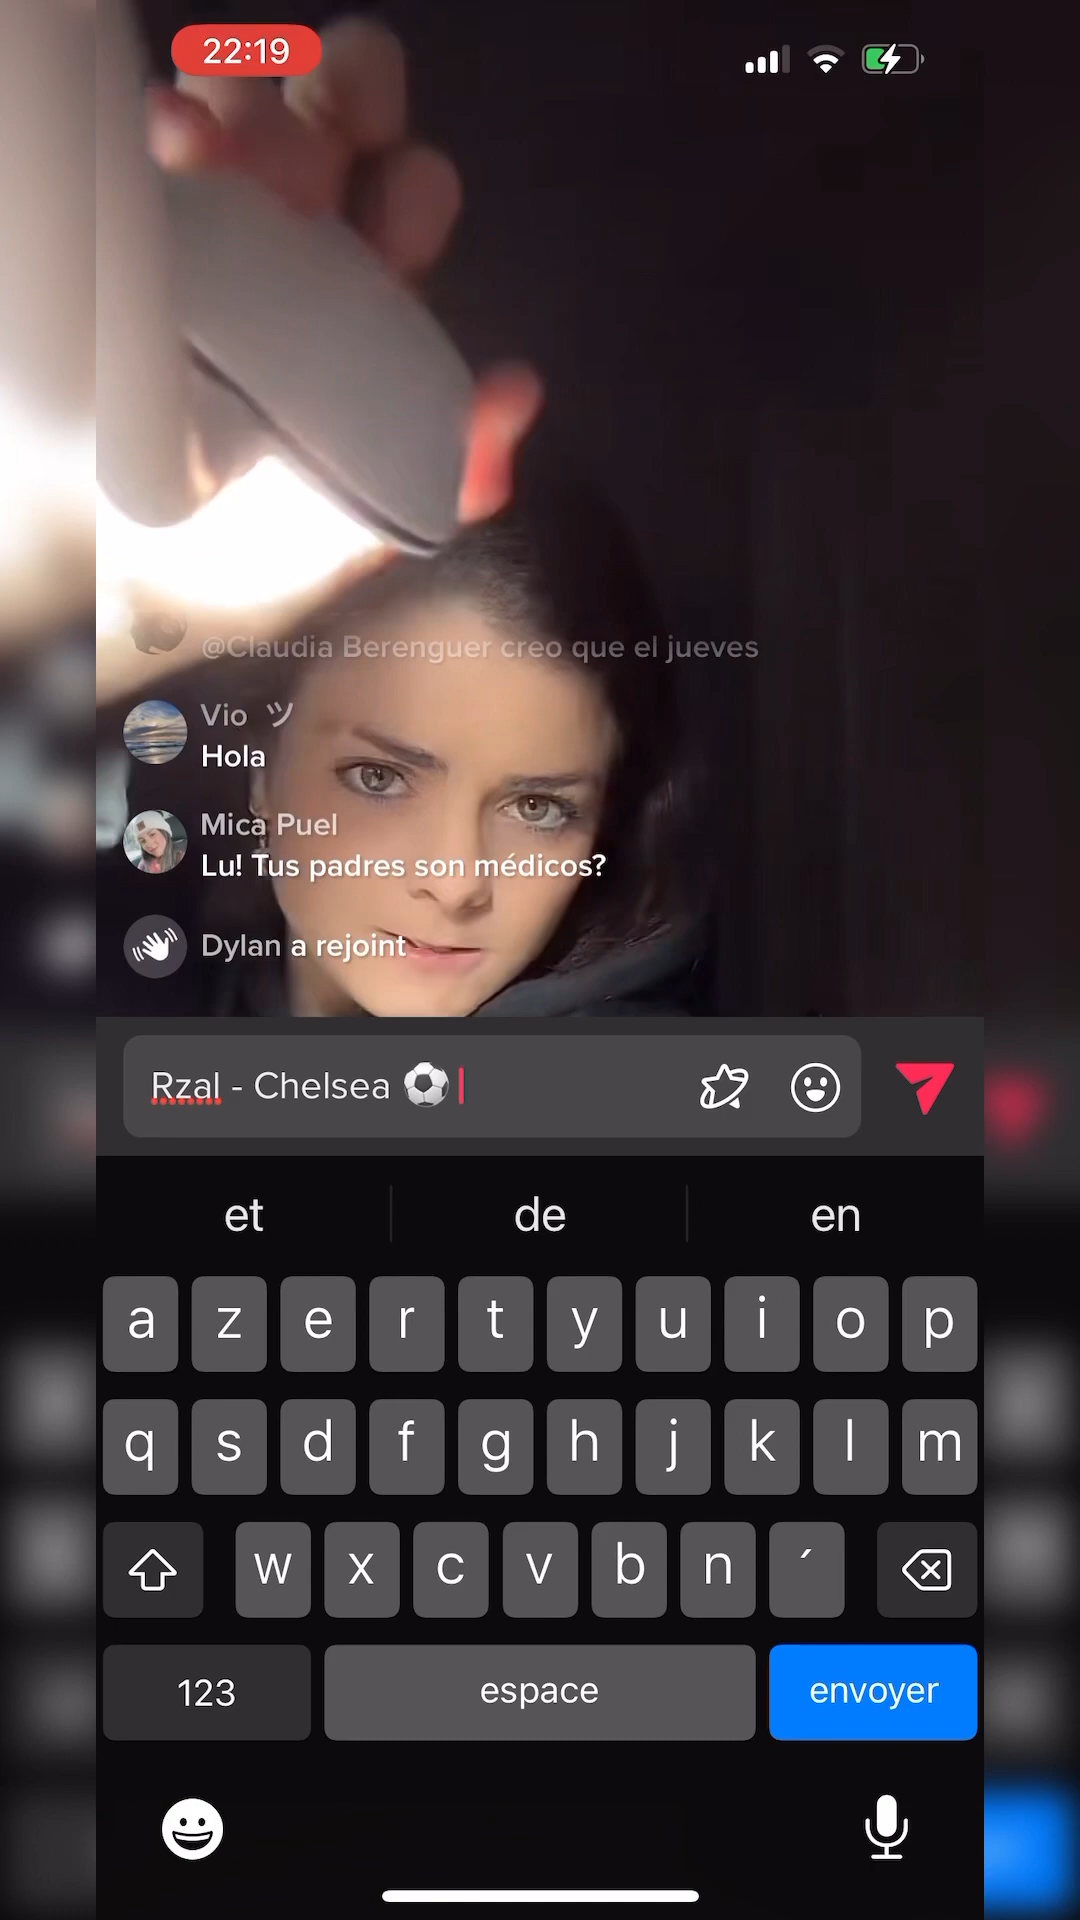 22:19
@Claudia Berenguer creo que el jueves
Vio ツ
Hola
Mica Puel
Lu! Tus padres son médicos?
Dylan a rejoint
Rzal - Chelsea ⚽
et de en
a z e r t y u i o p
q s d f g h j k l m
w x c v b n ´
123 espace envoyer